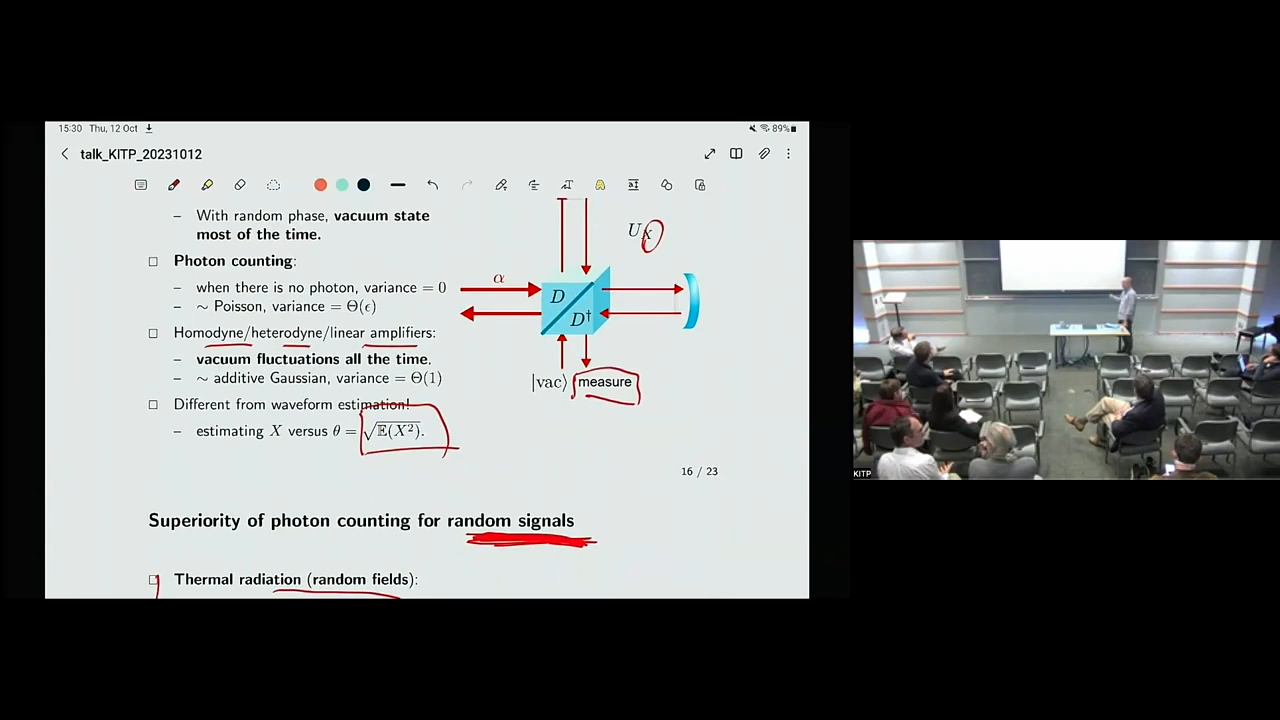 15:30 Thu, 12 Oct
89%
talk_KITP_20231012
– With random phase, vacuum state
most of the time.
□ Photon counting:
– when there is no photon, variance = 0
– ∼ Poisson, variance = Θ(ϵ)
□ Homodyne/heterodyne/linear amplifiers:
– vacuum fluctuations all the time.
– ∼ additive Gaussian, variance = Θ(1)
□ Different from waveform estimation!
– estimating X versus θ = √𝔼(X²).
U_X
α
D
D†
|vac⟩ measure
16 / 23
Superiority of photon counting for random signals
□ Thermal radiation (random fields):
KITP